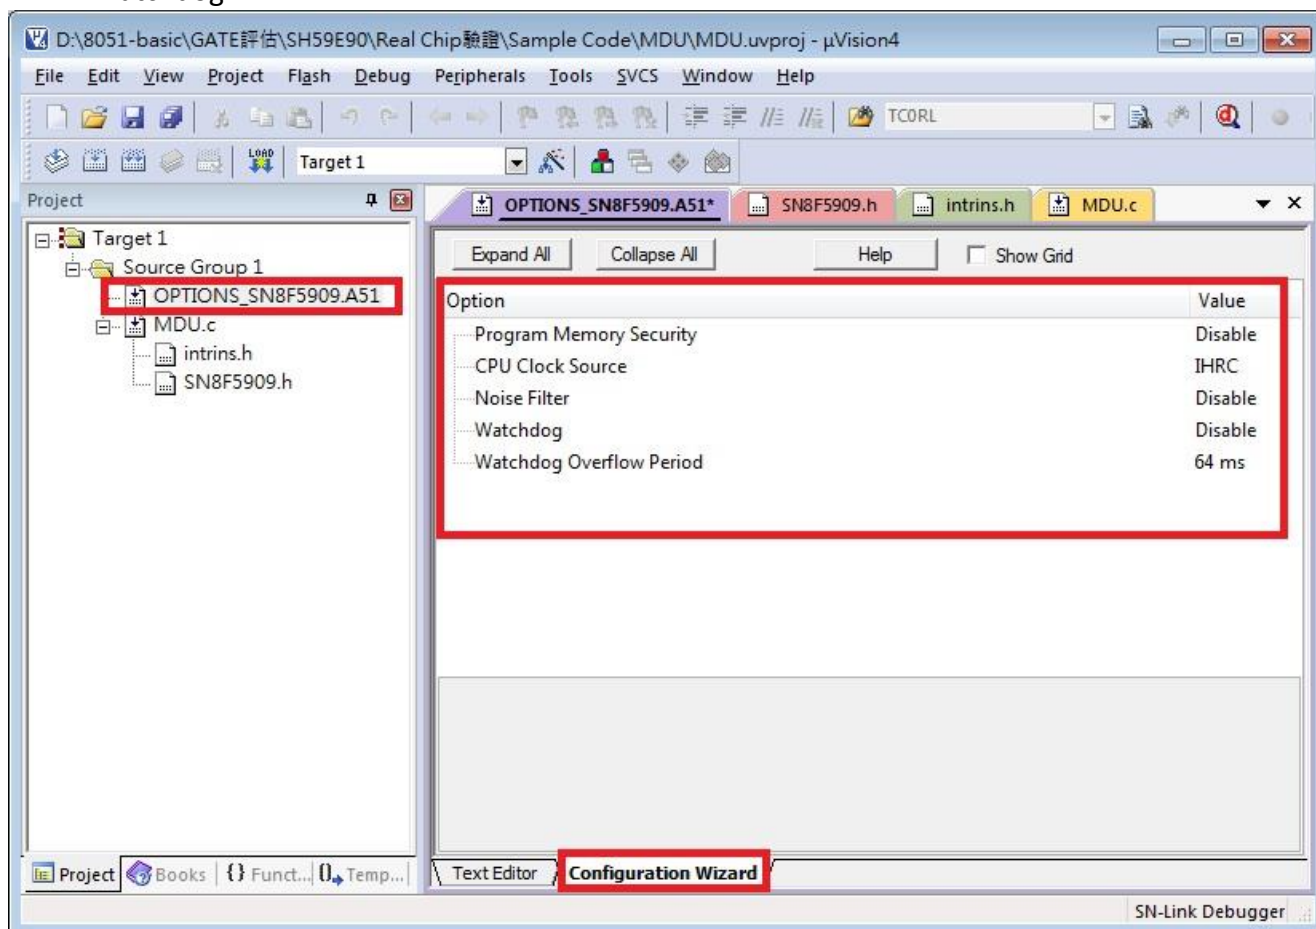 D:\8051-basic\GATE評估\SH59E90\Real Chip驗證\Sample Code\MDU\MDU.uvproj - µVision4
File Edit View Project Flash Debug Peripherals Tools SVCS Window Help
TC0RL
LOAD Target 1
Project
OPTIONS_SN8F5909.A51* SN8F5909.h intrins.h MDU.c
Target 1
Source Group 1
OPTIONS_SN8F5909.A51
MDU.c
intrins.h
SN8F5909.h
Expand All Collapse All Help Show Grid
Option Value
Program Memory Security Disable
CPU Clock Source IHRC
Noise Filter Disable
Watchdog Disable
Watchdog Overflow Period 64 ms
Project Books {} Funct... Temp...
Text Editor Configuration Wizard
SN-Link Debugger